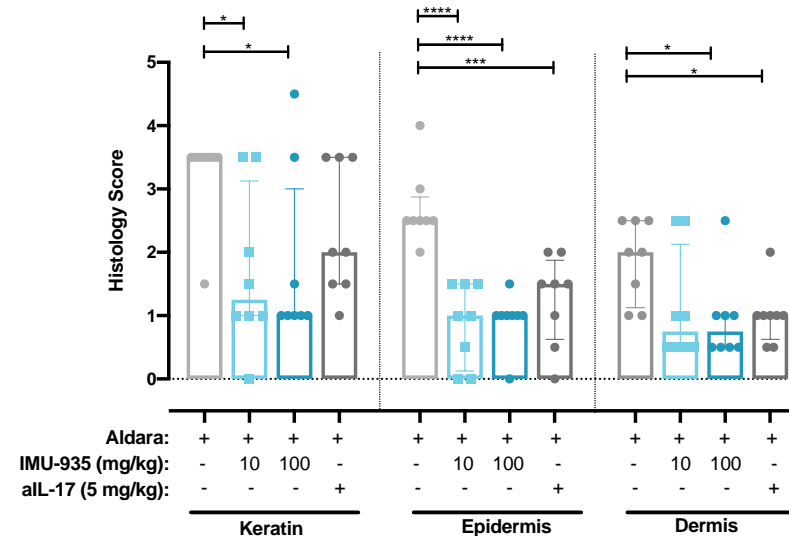 * **** 
* **** *
*** *
5
4
3
2
1
0
Histology Score
Aldara: + + + + + + + + + + + +
IMU-935 (mg/kg): - 10 100 - - 10 100 - - 10 100 -
aIL-17 (5 mg/kg): - - - + - - - + - - - +
Keratin Epidermis Dermis